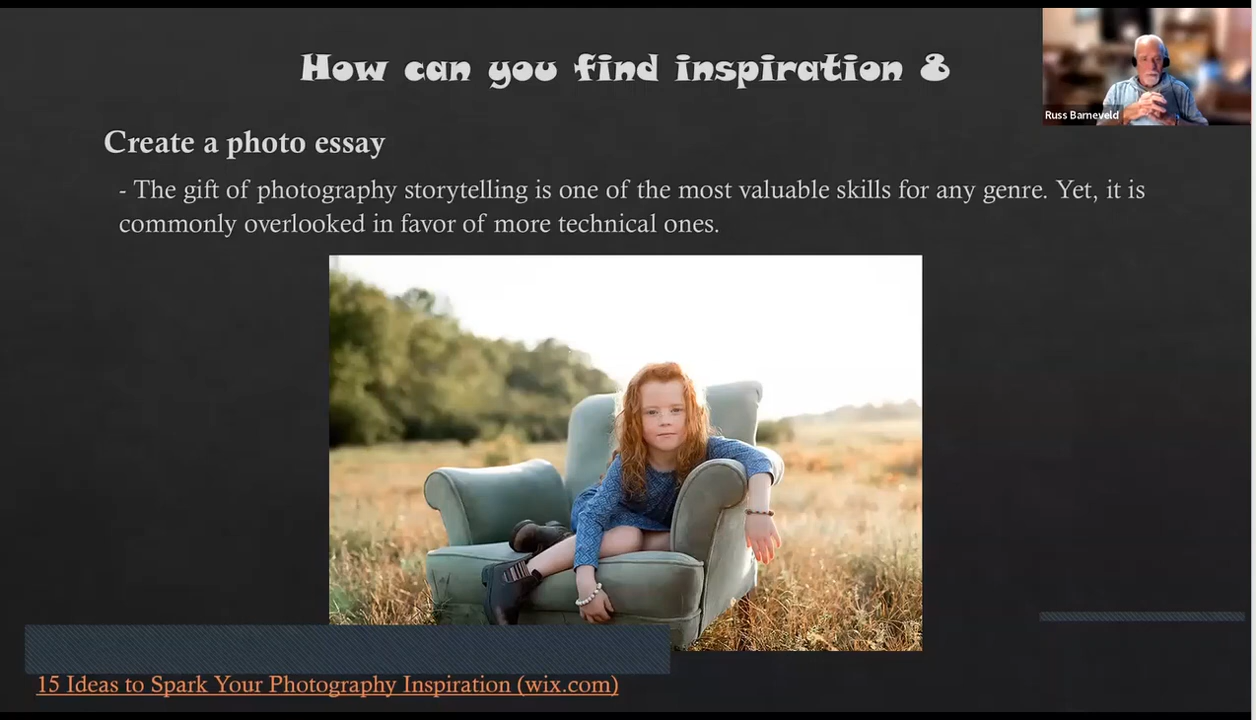 How can you find inspiration 8
Russ Barneveld
Create a photo essay
- The gift of photography storytelling is one of the most valuable skills for any genre. Yet, it is
commonly overlooked in favor of more technical ones.
15 Ideas to Spark Your Photography Inspiration (wix.com)